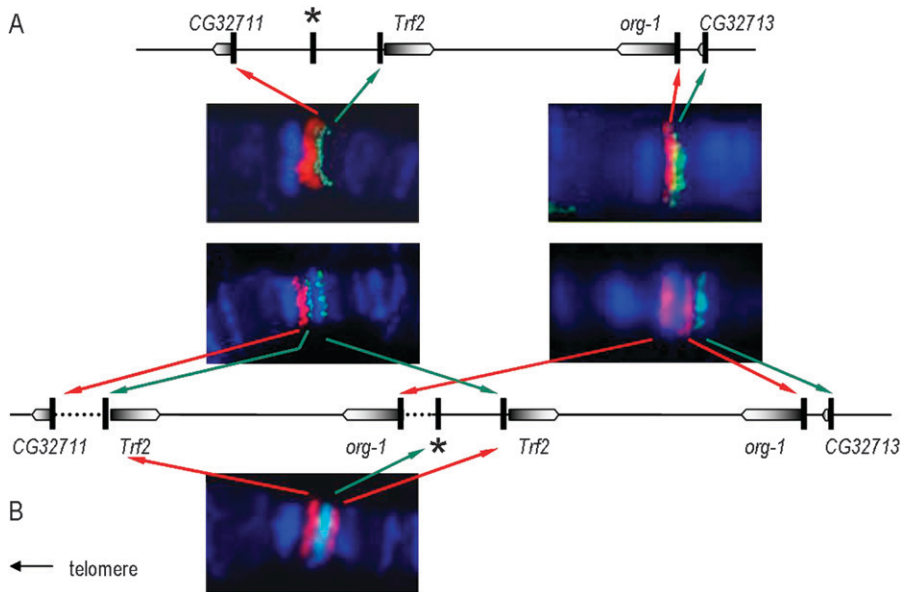 A
CG32711 * Trf2 org-1 CG32713
CG32711 Trf2 org-1 * Trf2 org-1 CG32713
B
telomere